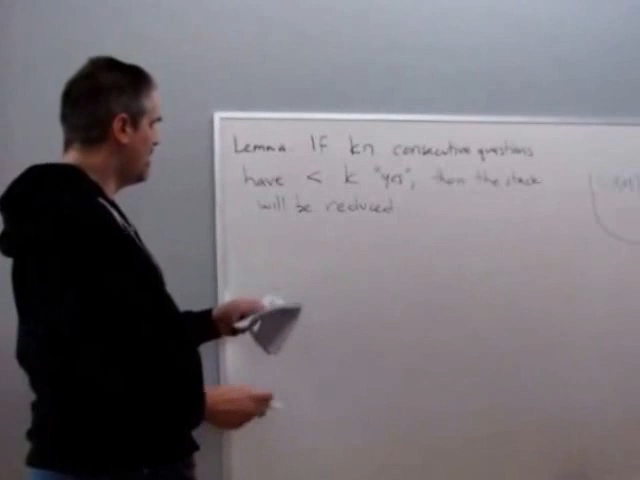 Lemma If kn consecutive questions
have < k "yes", then the stack
will be reduced